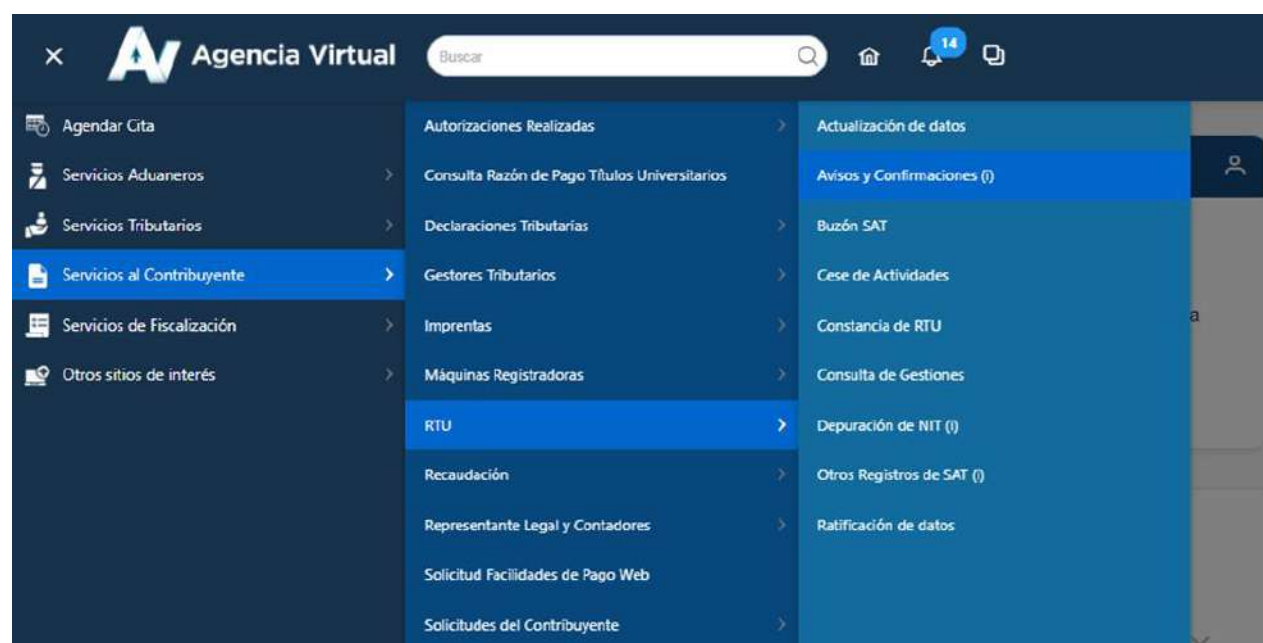 Agencia Virtual
Buscar
14
Agendar Cita
Servicios Aduaneros
Servicios Tributarios
Servicios al Contribuyente
Servicios de Fiscalización
Otros sitios de interés
Autorizaciones Realizadas
Consulta Razón de Pago Títulos Universitarios
Declaraciones Tributarías
Gestores Tributarios
Imprentas
Máquinas Registradoras
RTU
Recaudación
Representante Legal y Contadores
Solicitud Facilidades de Pago Web
Solicitudes del Contribuyente
Actualización de datos
Avisos y Confirmaciones (i)
Buzón SAT
Cese de Actividades
Constancia de RTU
Consulta de Gestiones
Depuración de NIT (i)
Otros Registros de SAT (i)
Ratificación de datos
a